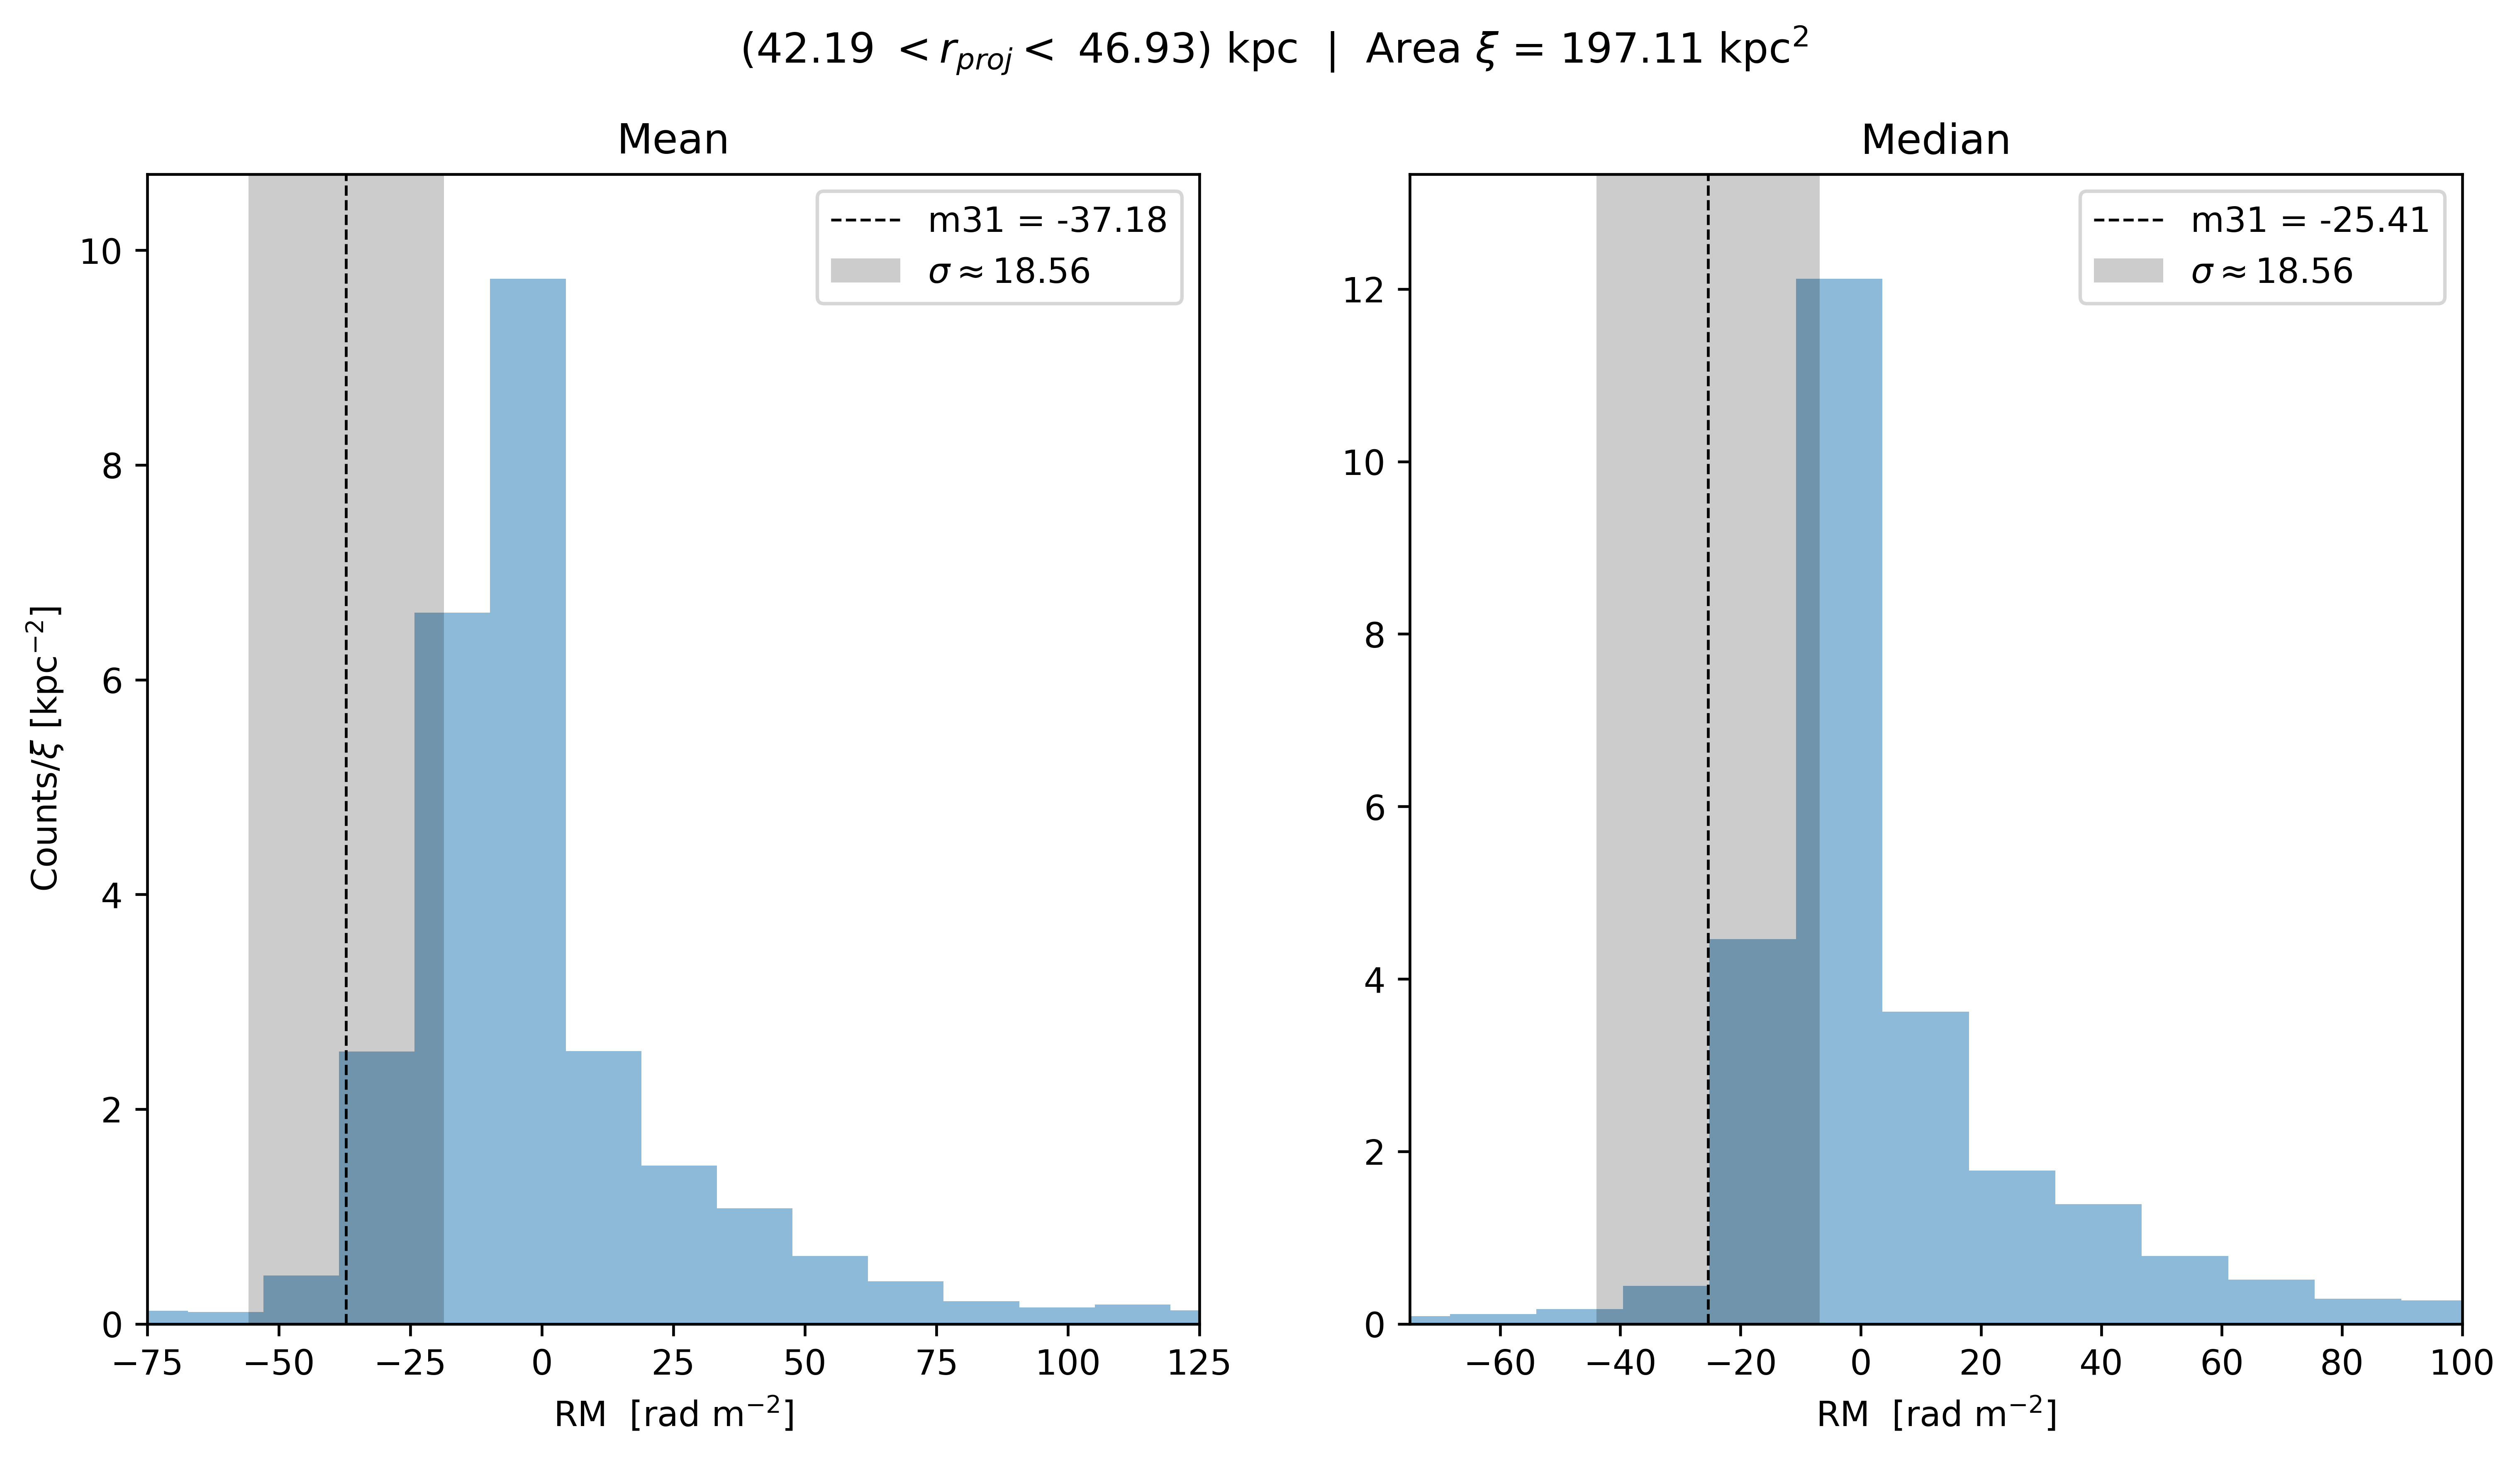 (42.19 < r_proj < 46.93) kpc | Area ξ = 197.11 kpc²
Mean
m31 = -37.18
σ ≈ 18.56
Counts/ξ [kpc⁻²]
10
8
6
4
2
0
−75 −50 −25 0 25 50 75 100 125
RM [rad m⁻²]
Median
m31 = -25.41
σ ≈ 18.56
12
10
8
6
4
2
0
−60 −40 −20 0 20 40 60 80 100
RM [rad m⁻²]